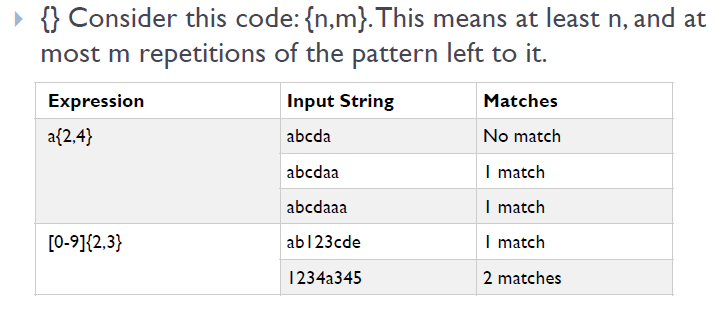 {} Consider this code: {n,m}. This means at least n, and at
most m repetitions of the pattern left to it.
Expression Input String Matches
a{2,4} abcda No match
abcdaa 1 match
abcdaaa 1 match
[0-9]{2,3} ab123cde 1 match
1234a345 2 matches